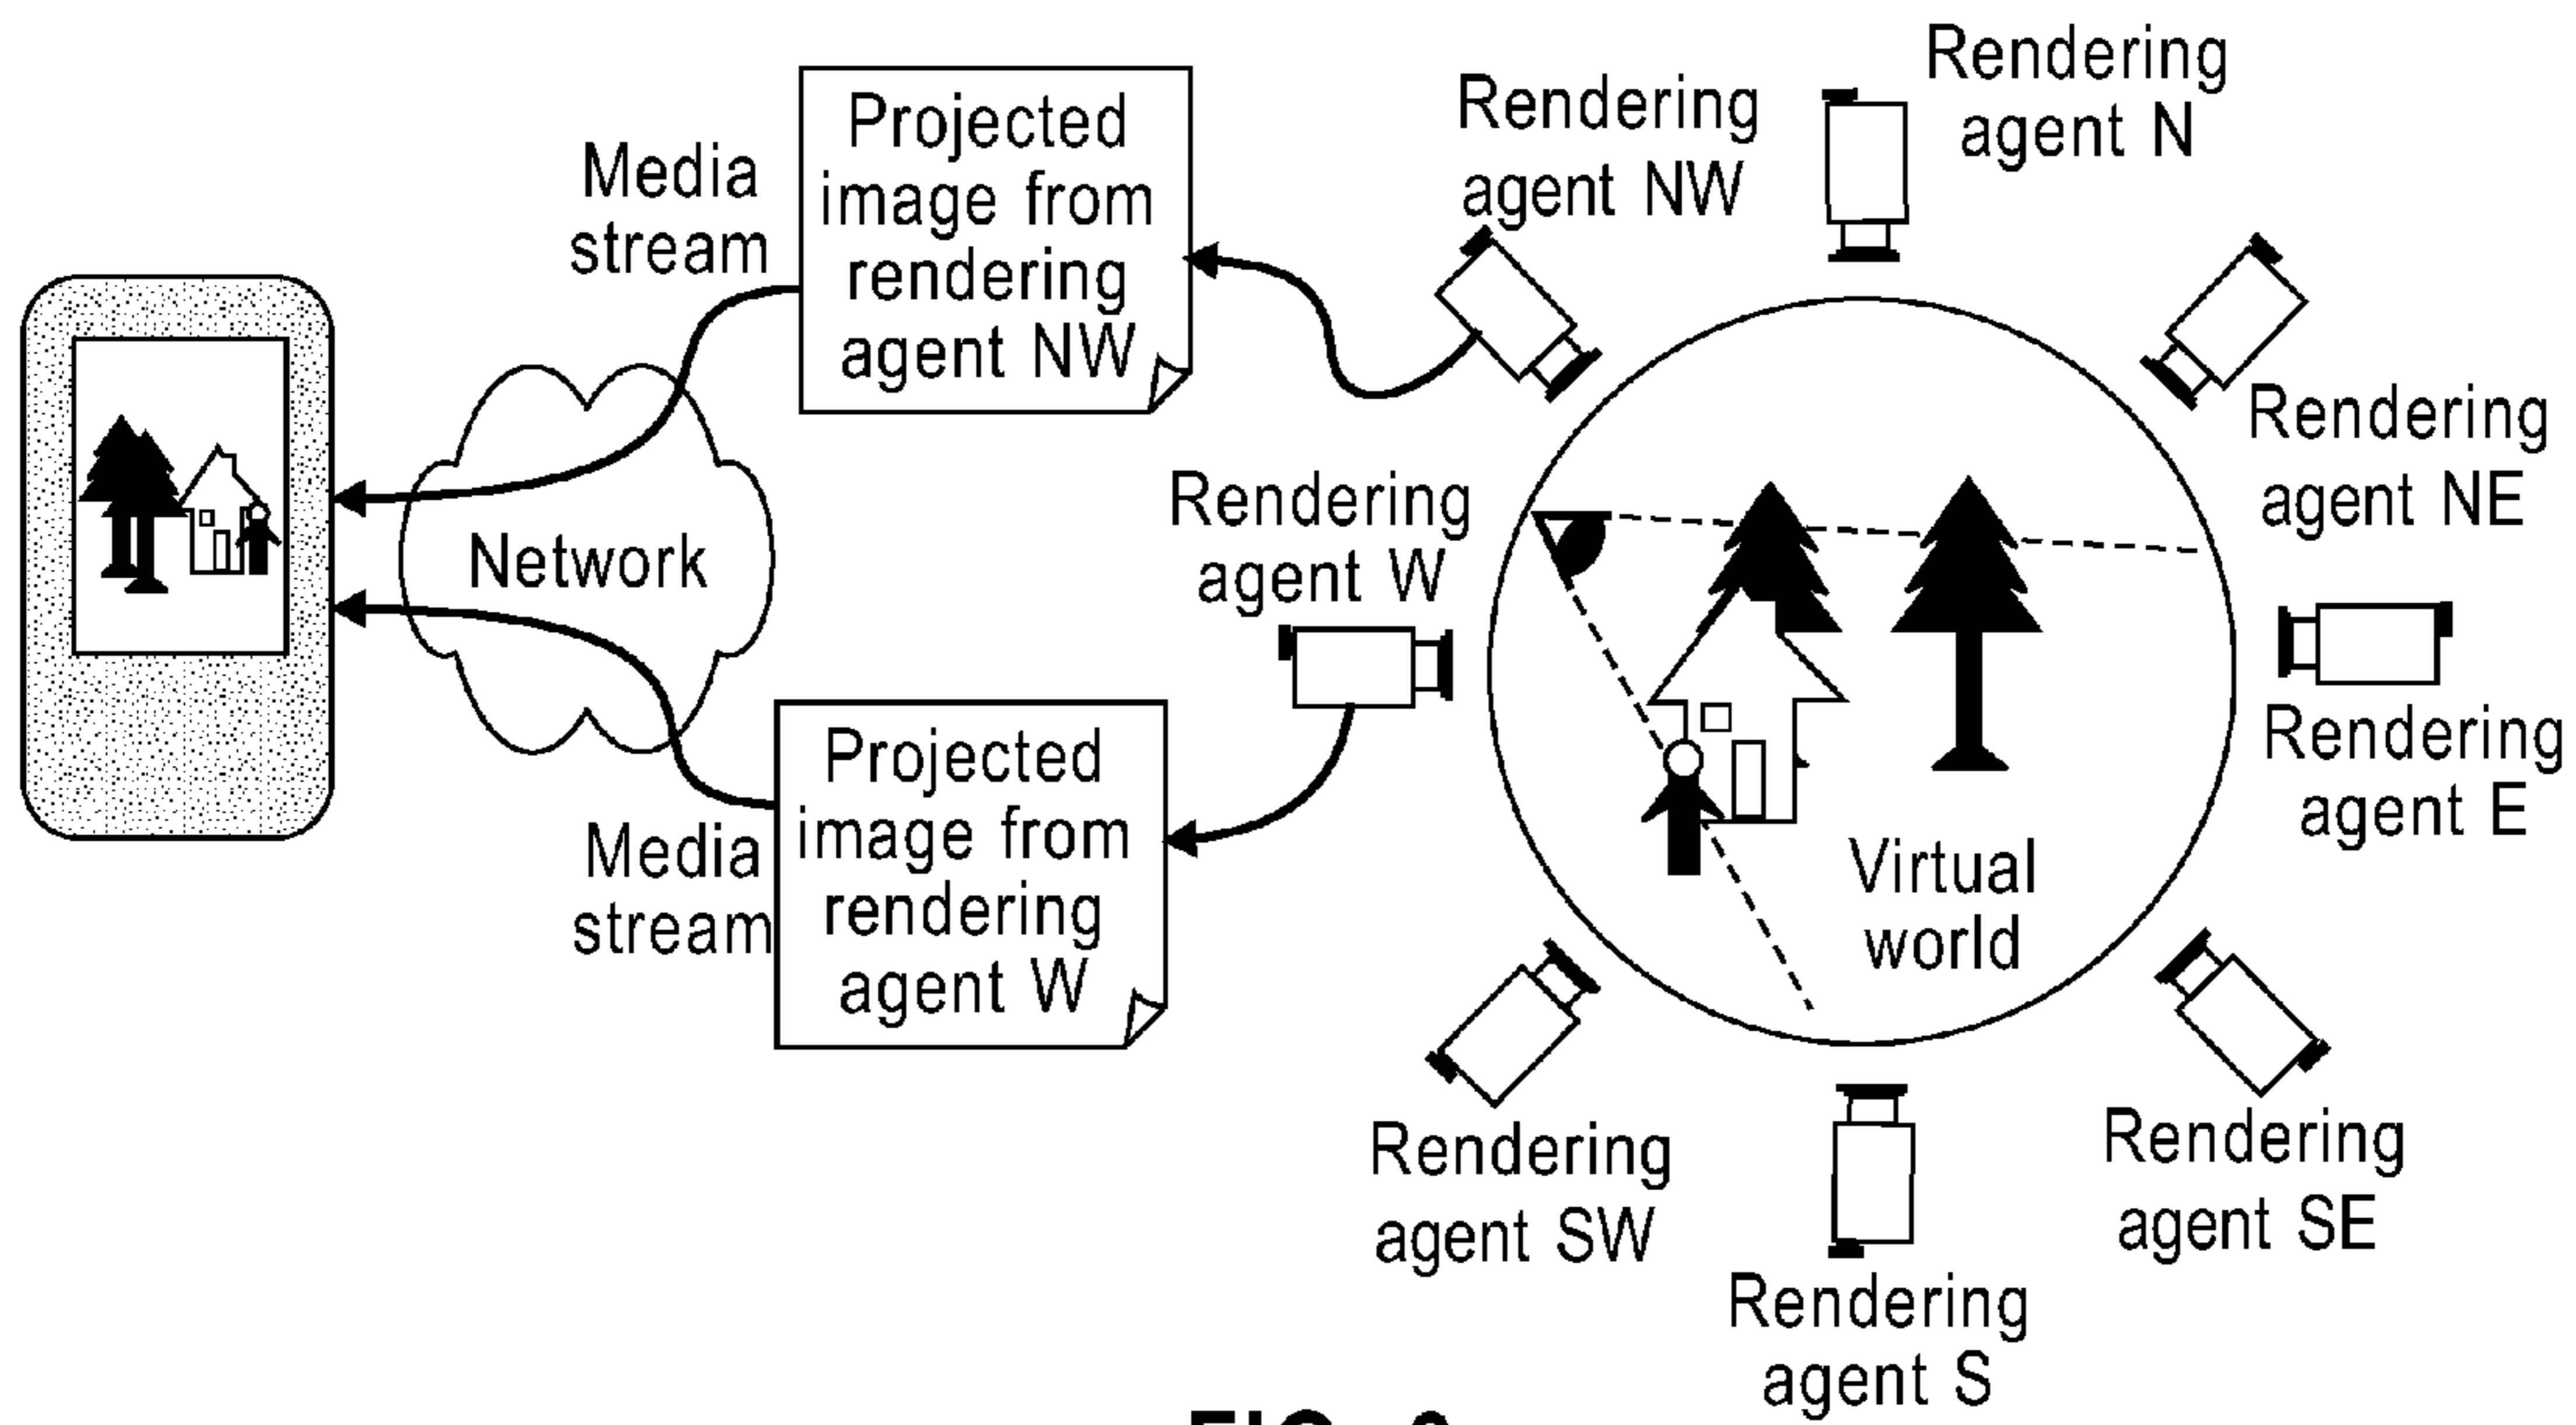 Media
stream
Projected
image from
rendering
agent NW
Rendering
agent NW
Rendering
agent N
Rendering
agent NE
Network
Rendering
agent W
Rendering
agent E
Media
stream
Projected
image from
rendering
agent W
Virtual
world
Rendering
agent SW
Rendering
agent SE
Rendering
agent S
FIG.